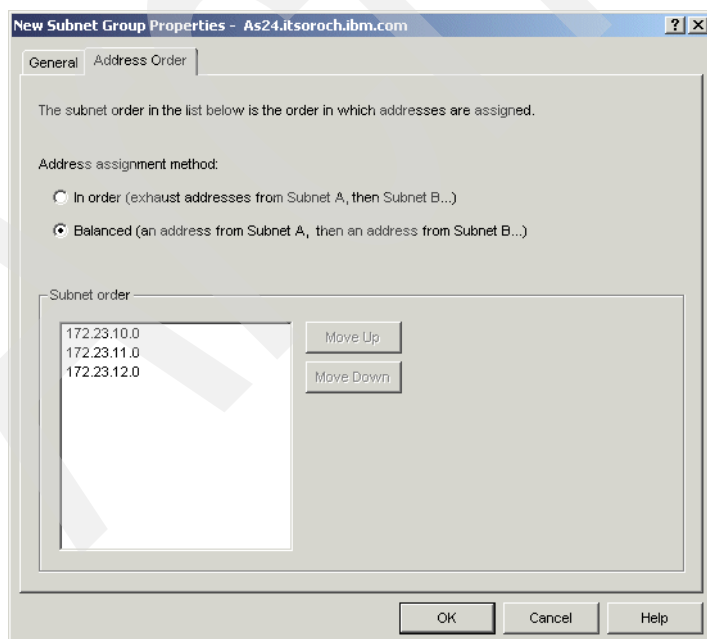 New Subnet Group Properties - As24.itsoroch.ibm.com
General
Address Order
The subnet order in the list below is the order in which addresses are assigned.
Address assignment method:
In order (exhaust addresses from Subnet A, then Subnet B...)
Balanced (an address from Subnet A, then an address from Subnet B...)
Subnet order
172.23.10.0
172.23.11.0
172.23.12.0
Move Up
Move Down
OK
Cancel
Help